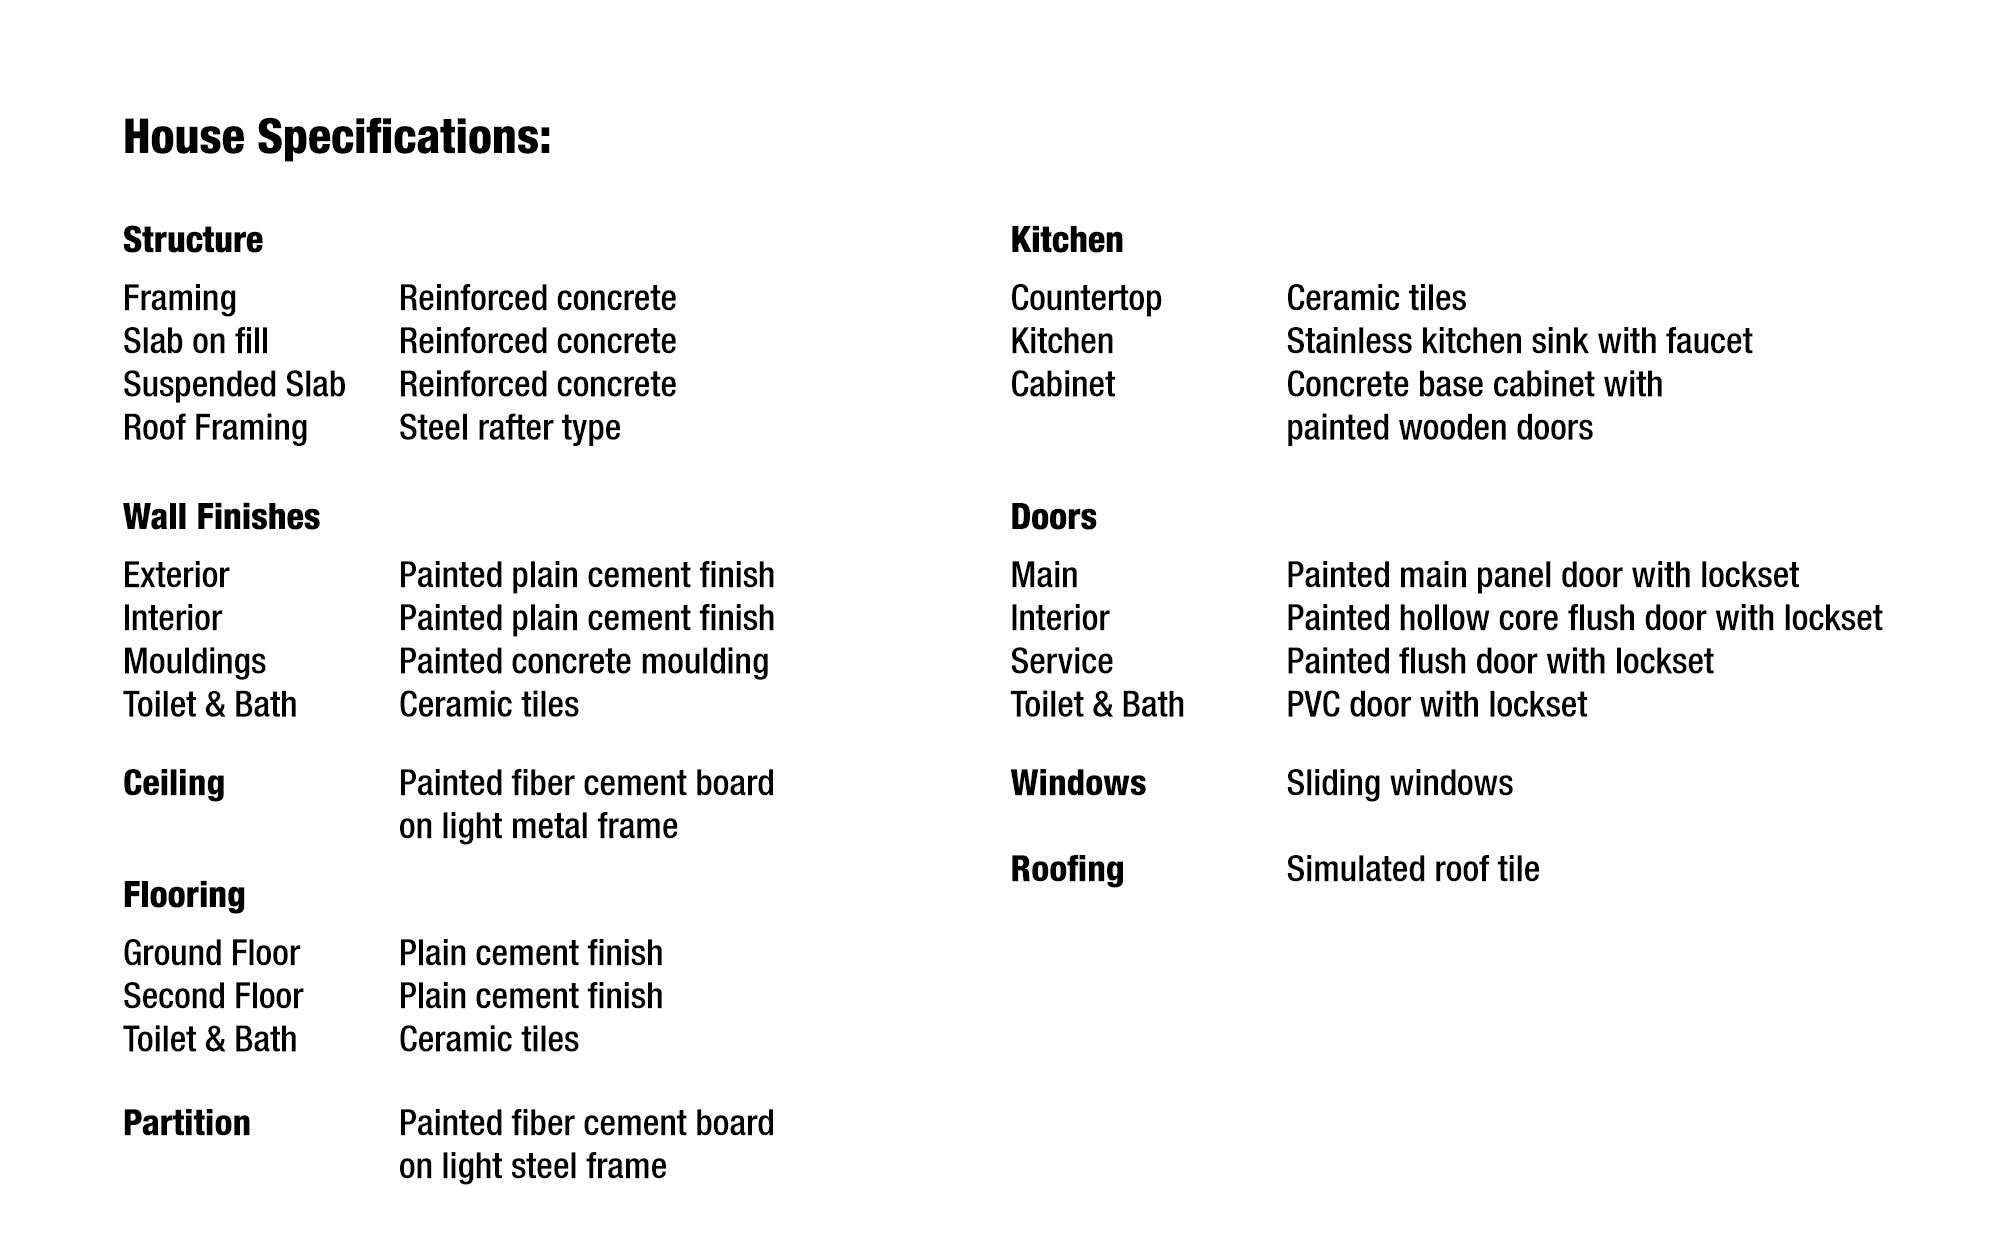 House Specifications:
Structure
Framing Reinforced concrete
Slab on fill Reinforced concrete
Suspended Slab Reinforced concrete
Roof Framing Steel rafter type
Wall Finishes
Exterior Painted plain cement finish
Interior Painted plain cement finish
Mouldings Painted concrete moulding
Toilet & Bath Ceramic tiles
Ceiling Painted fiber cement board
on light metal frame
Flooring
Ground Floor Plain cement finish
Second Floor Plain cement finish
Toilet & Bath Ceramic tiles
Partition Painted fiber cement board
on light steel frame
Kitchen
Countertop Ceramic tiles
Kitchen Stainless kitchen sink with faucet
Cabinet Concrete base cabinet with
painted wooden doors
Doors
Main Painted main panel door with lockset
Interior Painted hollow core flush door with lockset
Service Painted flush door with lockset
Toilet & Bath PVC door with lockset
Windows Sliding windows
Roofing Simulated roof tile